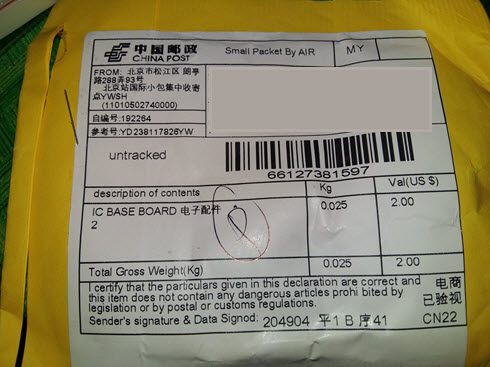 中国邮政
CHINA POST
Small Packet By AIR
MY
FROM: 北京市松江区 朗亭
路288弄93号
北京站国际小包集中收寄
点YWSH
(11010502740000)
自编号:192264
参考号:YD238117826YW
untracked
66127381597
description of contents
Kg
Val(US $)
IC BASE BOARD 电子配件
2
0.025
2.00
Total Gross Weight(Kg)
0.025
2.00
I certify that the particulars given in this declaration are correct and
this item does not contain any dangerous articles prohi bited by
legislation or by postal or customs regulations.
电商
已验视
Sender's signature & Data Signod: 204904 平1 B 序41
CN22